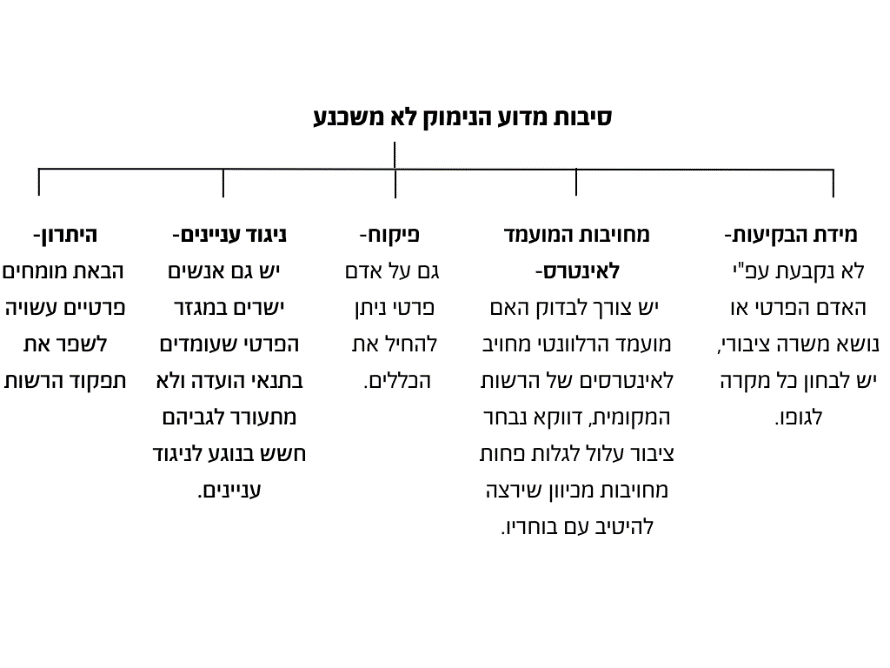 סיבות מדוע הנימוק לא משכנע
מידת הבקיעות-
לא נקבעת עפ"י
האדם הפרטי או
נושא משרה ציבורי,
יש לבחון כל מקרה
לגופו.
מחויבות המועמד
לאינטרס-
יש צורך לבדוק האם
מועמד הרלוונטי מחויב
לאינטרסים של הרשות
המקומית, דווקא נבחר
ציבור עלול לגלות פחות
מחויבות מכיוון שירצה
להיטיב עם בוחריו.
פיקוח-
גם על אדם
פרטי ניתן
להחיל את
הכללים.
ניגוד עניינים-
יש גם אנשים
ישרים במגזר
הפרטי שעומדים
בתנאי הועדה ולא
מתעורר לגביהם
חשש בנוגע לניגוד
עניינים.
היתרון-
הבאת מומחים
פרטיים עשויה
לשפר את
תפקוד הרשות